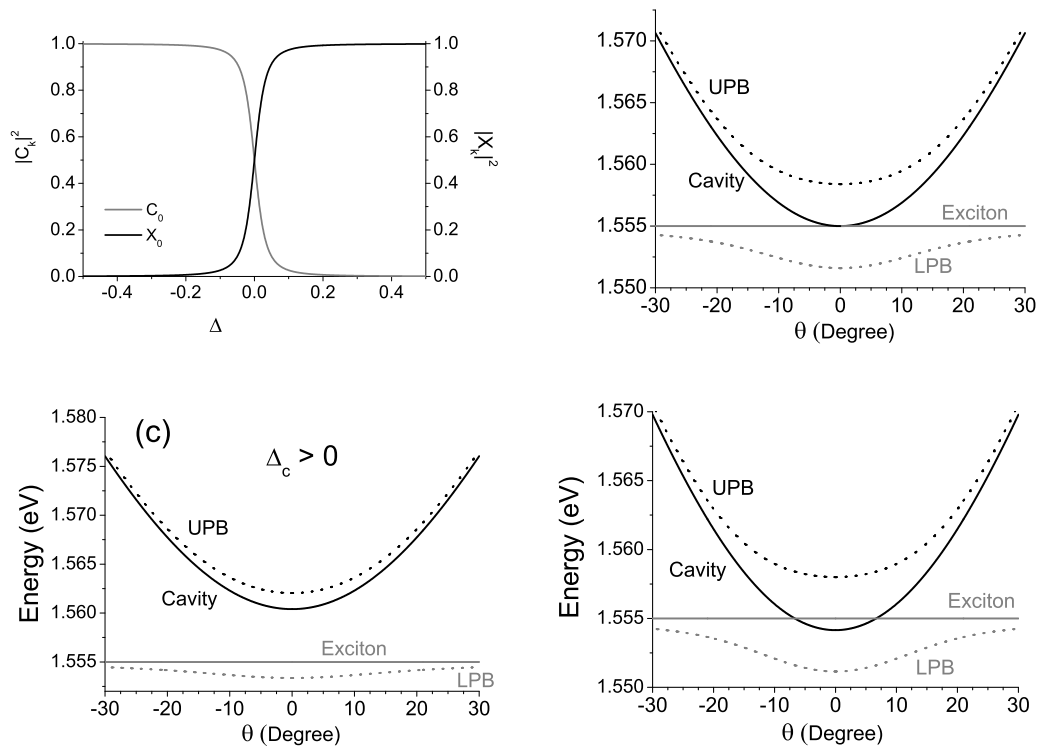 1.0
0.8
0.6
0.4
0.2
0.0
|C_k|²
1.0
0.8
0.6
0.4
0.2
0.0
|X_k|²
C₀
X₀
-0.4 -0.2 0.0 0.2 0.4
Δ
1.570
1.565
1.560
1.555
1.550
UPB
Cavity
Exciton
LPB
-30 -20 -10 0 10 20 30
θ (Degree)
1.580
1.575
1.570
1.565
1.560
1.555
Energy (eV)
(c)
Δ_c > 0
UPB
Cavity
Exciton
LPB
-30 -20 -10 0 10 20 30
θ (Degree)
1.570
1.565
1.560
1.555
1.550
Energy (eV)
UPB
Cavity
Exciton
LPB
-30 -20 -10 0 10 20 30
θ (Degree)